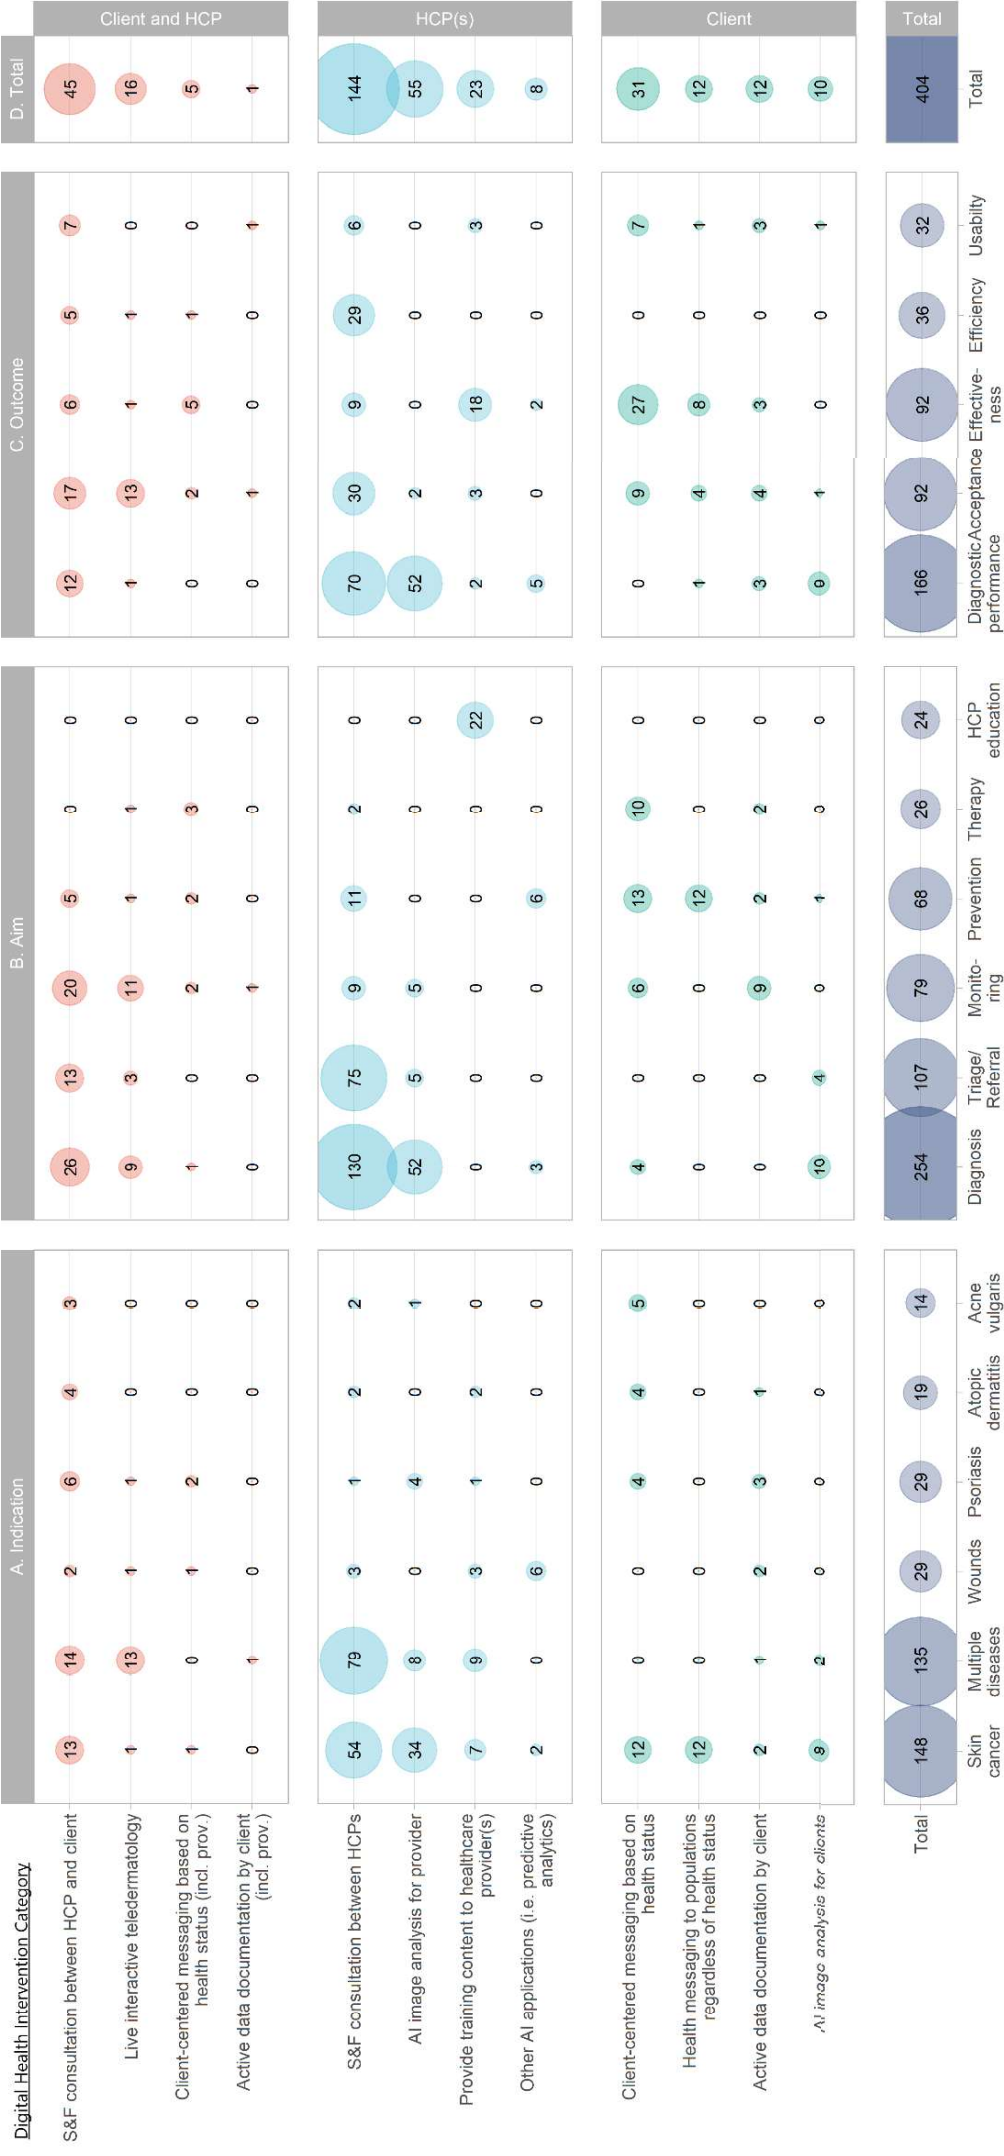 Digital Health Intervention Category
A. Indication B. Aim C. Outcome D. Total
S&F consultation between HCP and client 13 14 2 6 4 3 26 13 20 5 0 0 12 17 6 5 7 45
Client and HCP
Live interactive teledermatology 1 13 1 1 0 0 9 3 11 1 1 0 1 13 1 1 0 16
Client-centered messaging based on
health status (incl. prov.) 1 0 1 2 0 0 1 0 2 2 3 0 0 2 5 1 0 5
Active data documentation by client
(incl. prov.) 0 1 0 0 0 0 0 0 1 0 0 0 0 1 0 0 1 1
S&F consultation between HCPs 54 79 3 1 2 2 130 75 9 11 2 0 70 30 9 29 6 144
HCP(s)
AI image analysis for provider 34 8 0 4 0 1 52 5 5 0 0 0 52 2 0 0 0 55
Provide training content to healthcare
provider(s) 7 9 3 1 2 0 0 0 0 0 0 22 2 3 18 0 3 23
Other AI applications (i.e. predictive
analytics) 2 0 6 0 0 0 3 0 0 6 0 0 5 0 2 0 0 8
Client-centered messaging based on
health status 12 0 0 4 4 5 4 0 6 13 10 0 0 9 27 0 7 31
Client
Health messaging to populations
regardless of health status 12 0 0 0 0 0 0 0 0 12 0 0 1 4 8 0 1 12
Active data documentation by client 2 1 2 3 1 0 0 0 9 2 2 0 3 4 3 0 3 12
AI image analysis for clients 2 0 0 0 0 10 4 0 1 0 0 1 0 0 1 10
Total 148 135 29 29 19 14 254 107 79 68 26 24 166 92 92 36 32 404
Total
Skin
cancer
Multiple
diseases
Wounds
Psoriasis
Atopic
dermatitis
Acne
vulgaris
Diagnosis
Triage/
Referral
Monito-
ring
Prevention
Therapy
HCP
education
Diagnostic
performance
Acceptance
Effective-
ness
Efficiency
Usabilty
Total